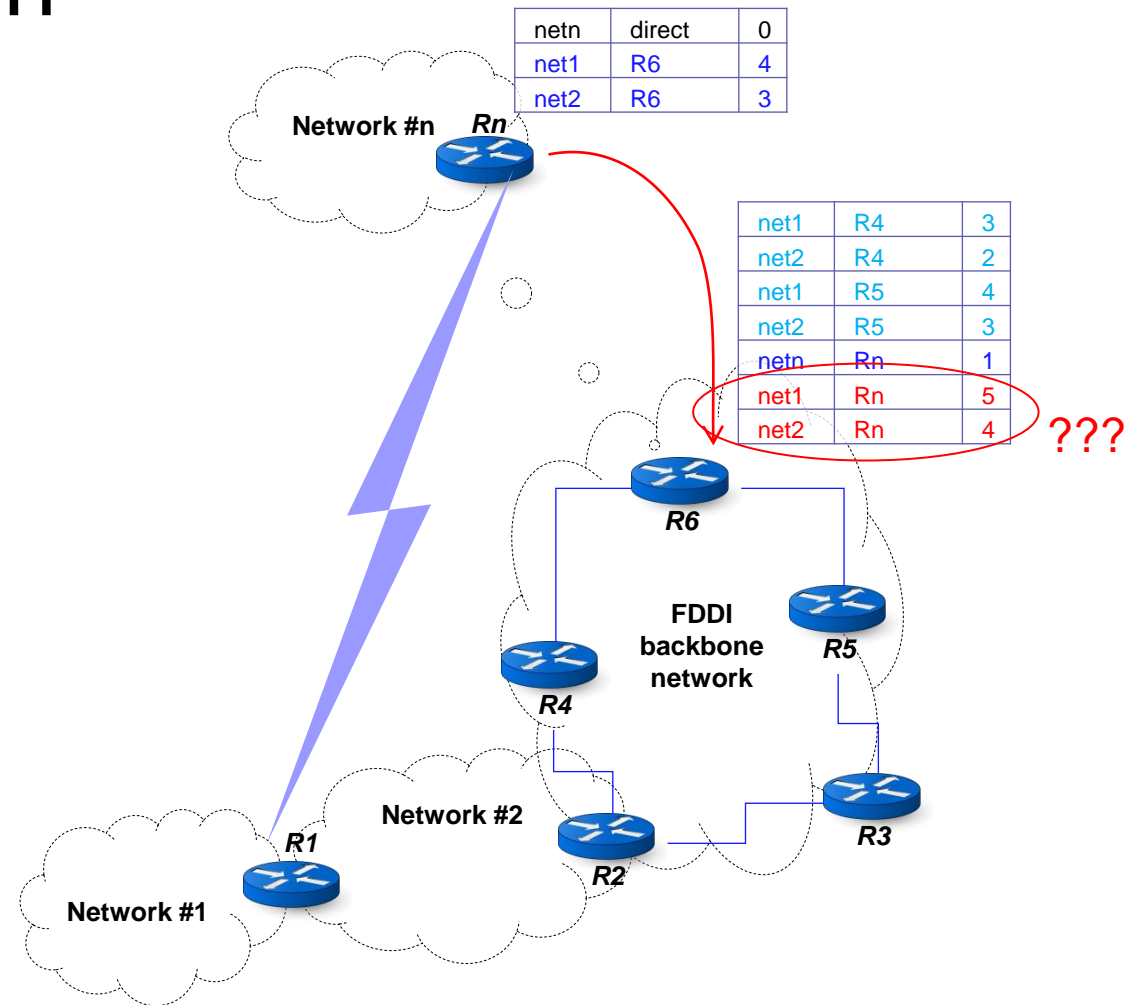 netn direct 0
net1 R6 4
net2 R6 3
Network #n
Rn
net1 R4 3
net2 R4 2
net1 R5 4
net2 R5 3
netn Rn 1
net1 Rn 5
net2 Rn 4
???
R6
FDDI
backbone
network
R5
R4
Network #2
R1
R2
R3
Network #1